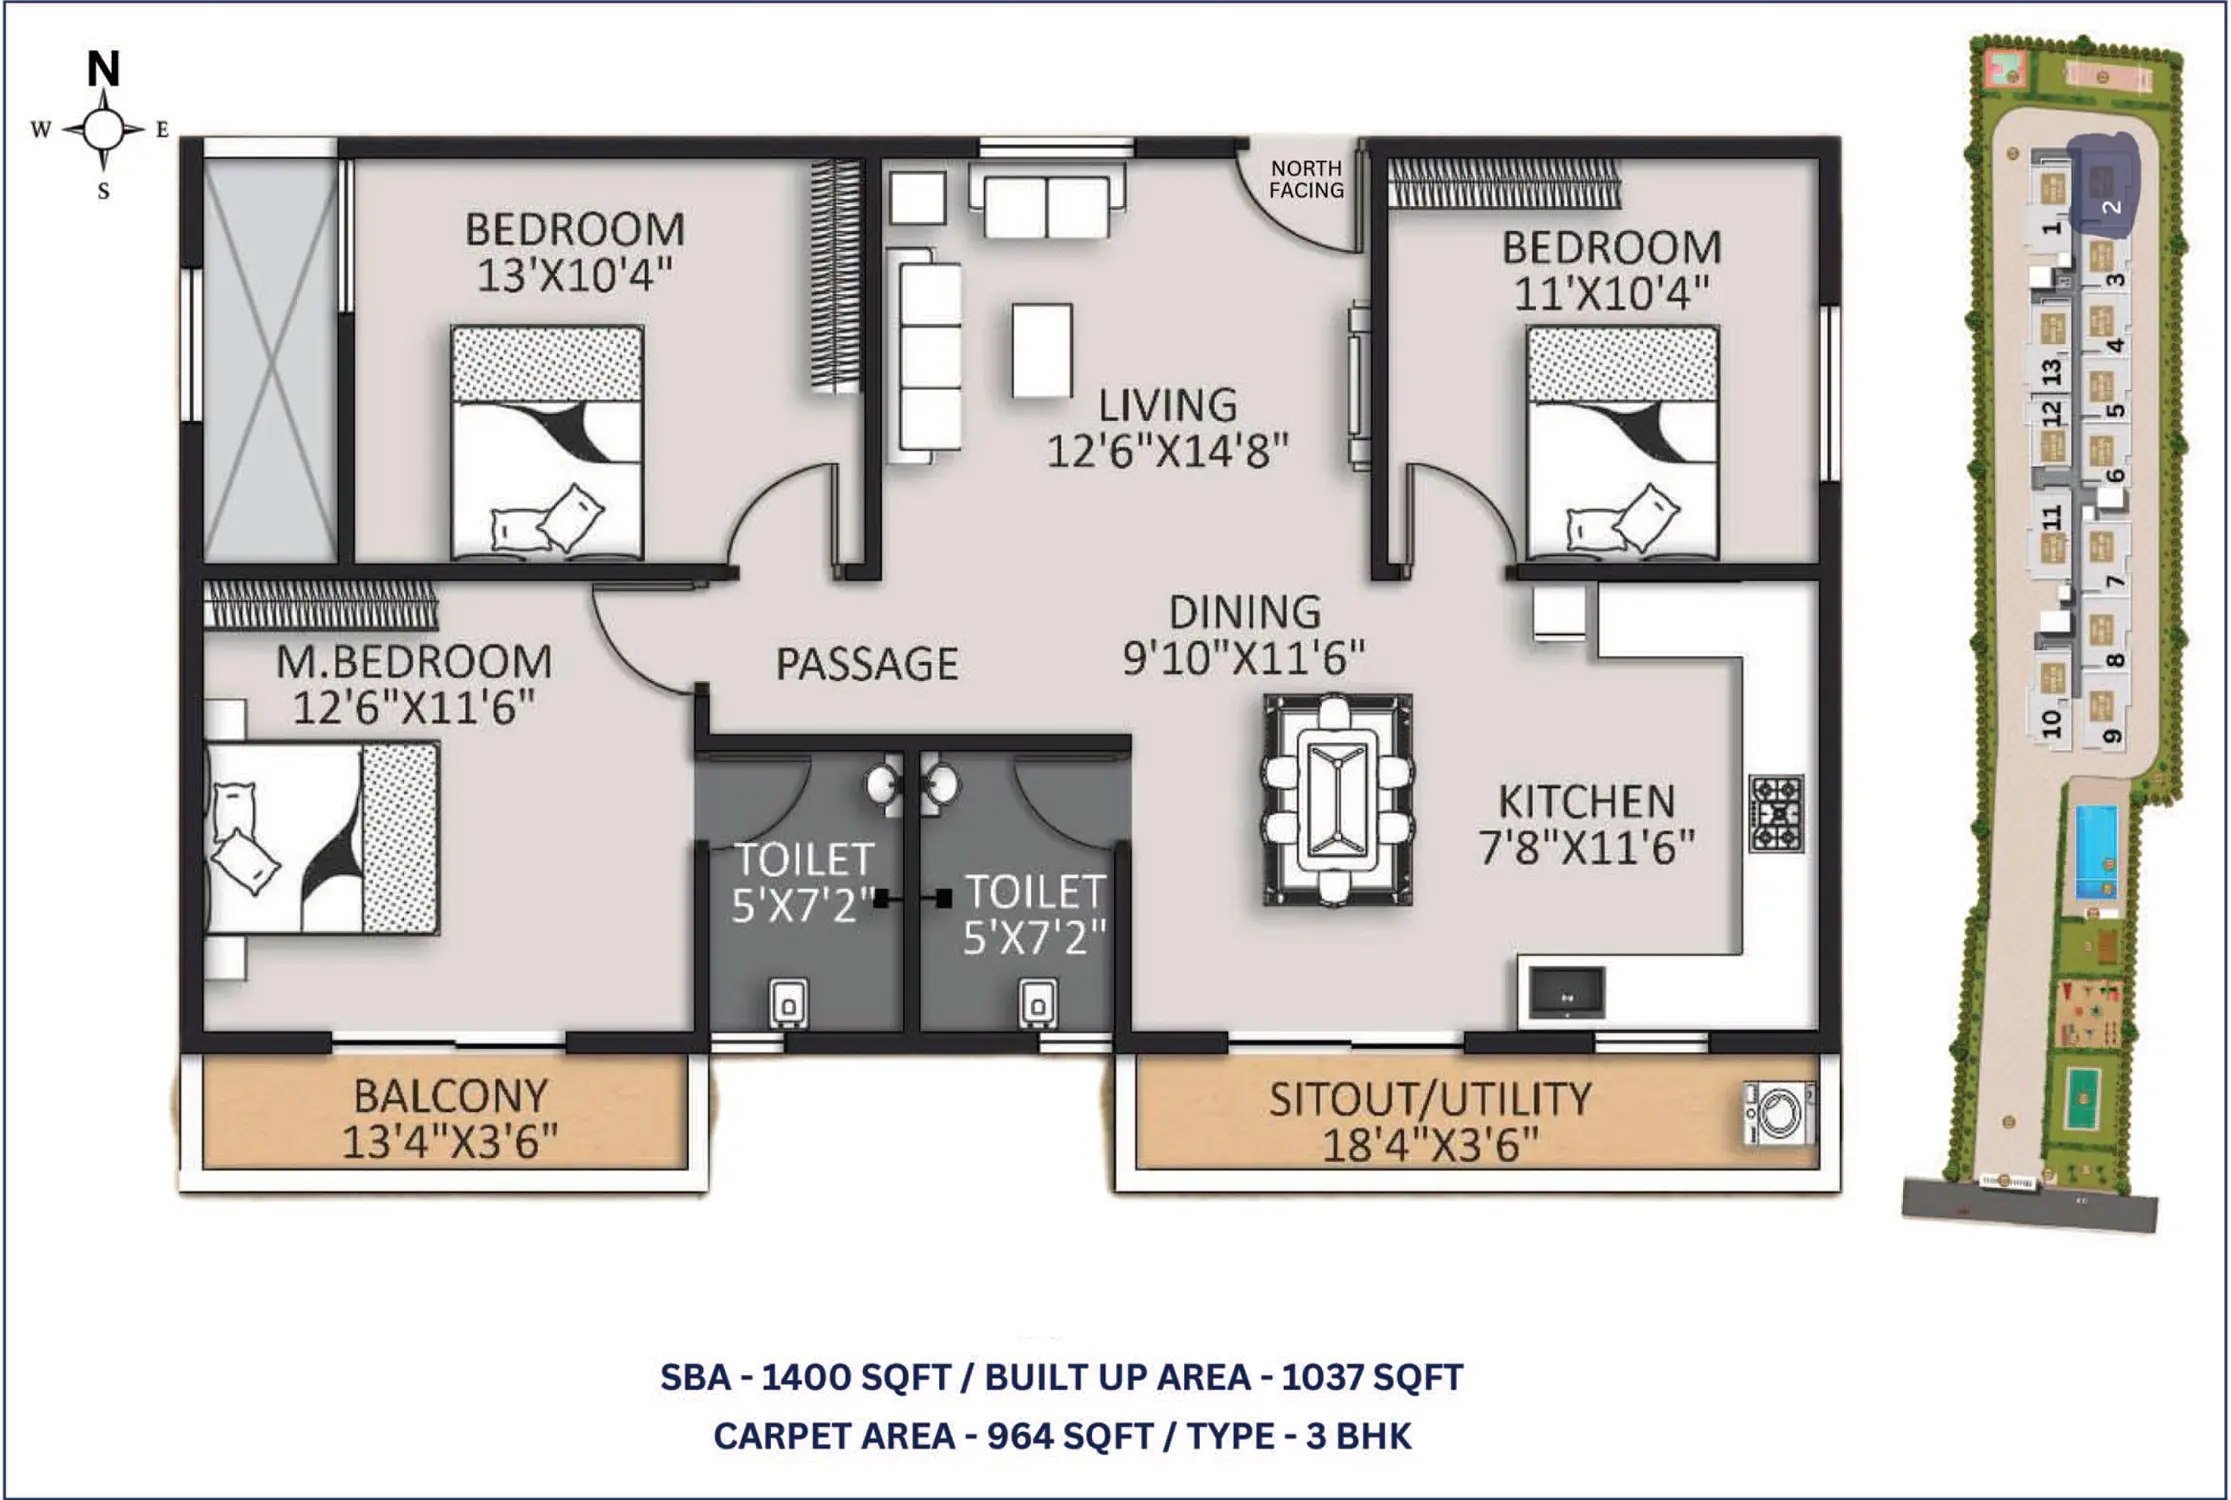 N
W
E
S
NORTH
FACING
BEDROOM
13'X10'4"
BEDROOM
11'X10'4"
LIVING
12'6"X14'8"
DINING
9'10"X11'6"
M.BEDROOM
12'6"X11'6"
PASSAGE
KITCHEN
7'8"X11'6"
TOILET
5'X7'2"
TOILET
5'X7'2"
BALCONY
13'4"X3'6"
SITOUT/UTILITY
18'4"X3'6"
1
2
3
13
4
12
5
6
11
7
8
10
9
SBA - 1400 SQFT / BUILT UP AREA - 1037 SQFT
CARPET AREA - 964 SQFT / TYPE - 3 BHK